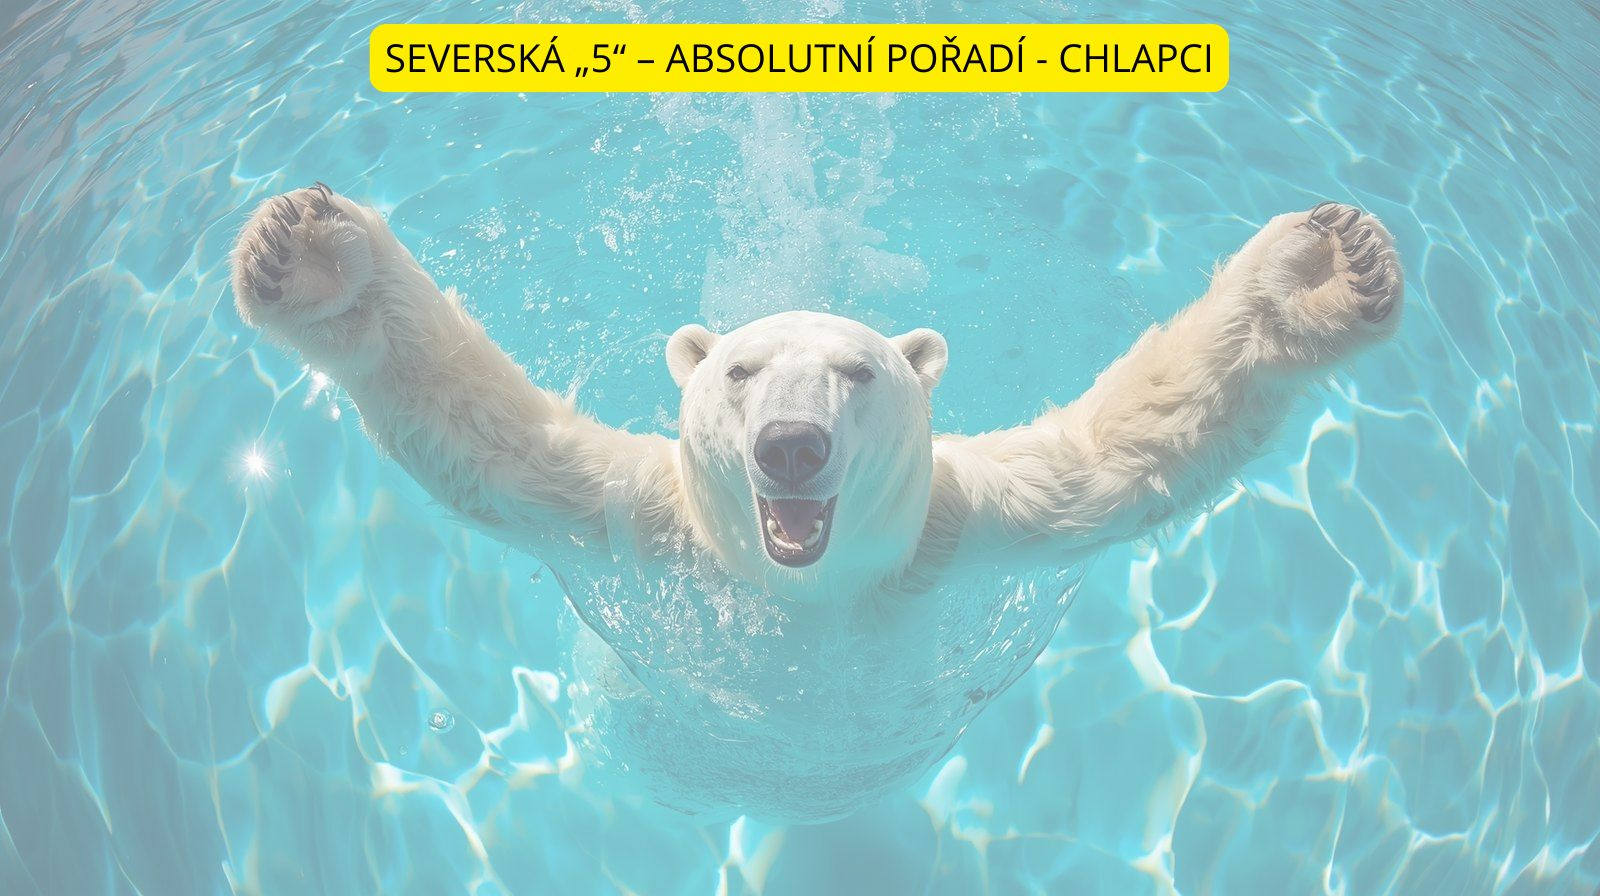 SEVERSKÁ „5“ – ABSOLUTNÍ POŘADÍ - CHLAPCI